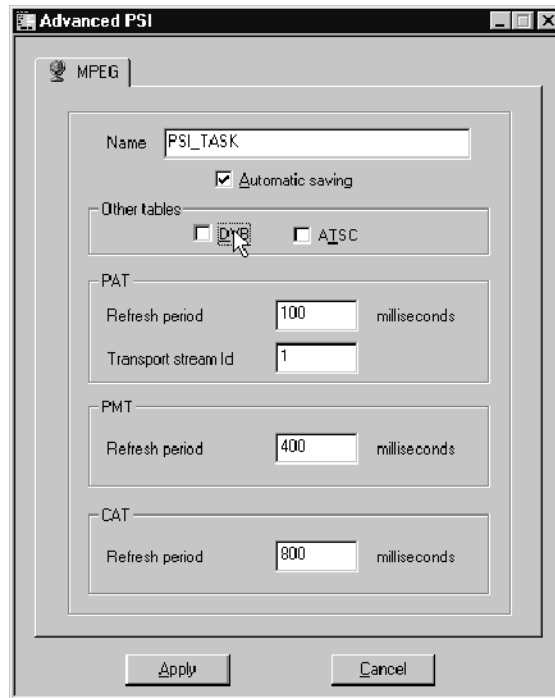 Advanced PSI
MPEG
Name PSI_TASK
Automatic saving
Other tables
DVB ATSC
PAT
Refresh period 100 milliseconds
Transport stream Id 1
PMT
Refresh period 400 milliseconds
CAT
Refresh period 800 milliseconds
Apply Cancel